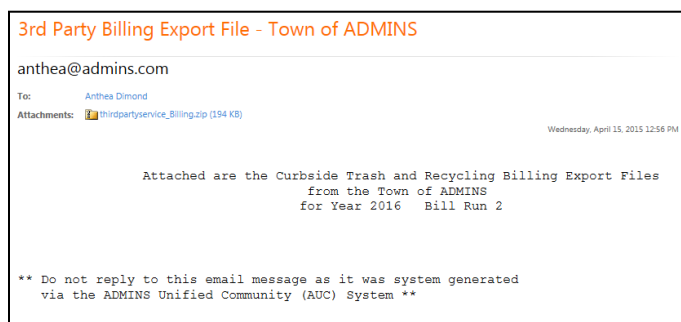 3rd Party Billing Export File - Town of ADMINS
anthea@admins.com
To: Anthea Dimond
Attachments: thirdpartyservice_Billing.zip (194 KB)
Wednesday, April 15, 2015 12:56 PM
Attached are the Curbside Trash and Recycling Billing Export Files
from the Town of ADMINS
for Year 2016 Bill Run 2
** Do not reply to this email message as it was system generated
via the ADMINS Unified Community (AUC) System **